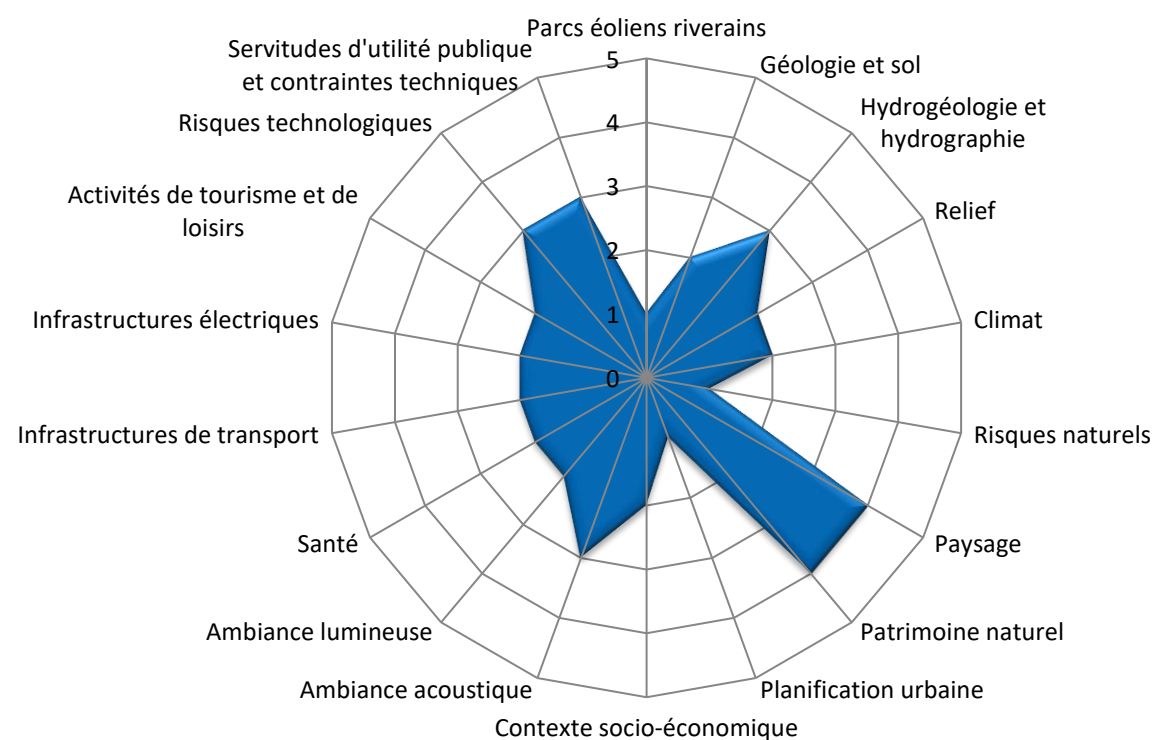 Parcs éoliens riverains
Géologie et sol
Hydrogéologie et
hydrographie
Relief
Climat
Risques naturels
Paysage
Patrimoine naturel
Planification urbaine
Contexte socio-économique
Ambiance acoustique
Ambiance lumineuse
Santé
Infrastructures de transport
Infrastructures électriques
Activités de tourisme et de
loisirs
Risques technologiques
Servitudes d'utilité publique
et contraintes techniques
5
4
3
2
1
0